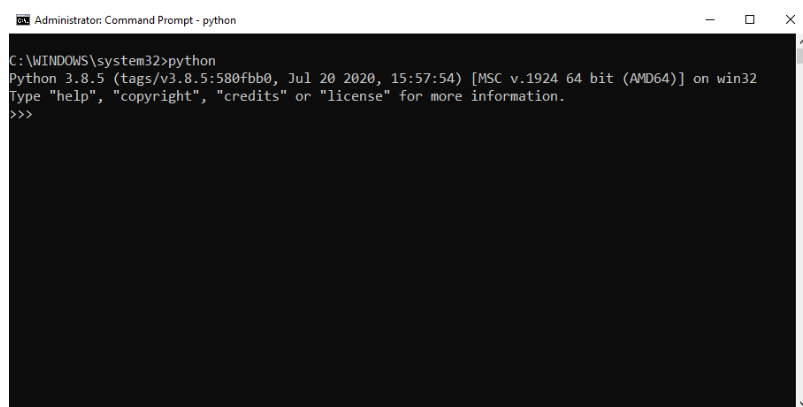 Administrator: Command Prompt - python
C:\WINDOWS\system32>python
Python 3.8.5 (tags/v3.8.5:580fbb0, Jul 20 2020, 15:57:54) [MSC v.1924 64 bit (AMD64)] on win32
Type "help", "copyright", "credits" or "license" for more information.
>>>